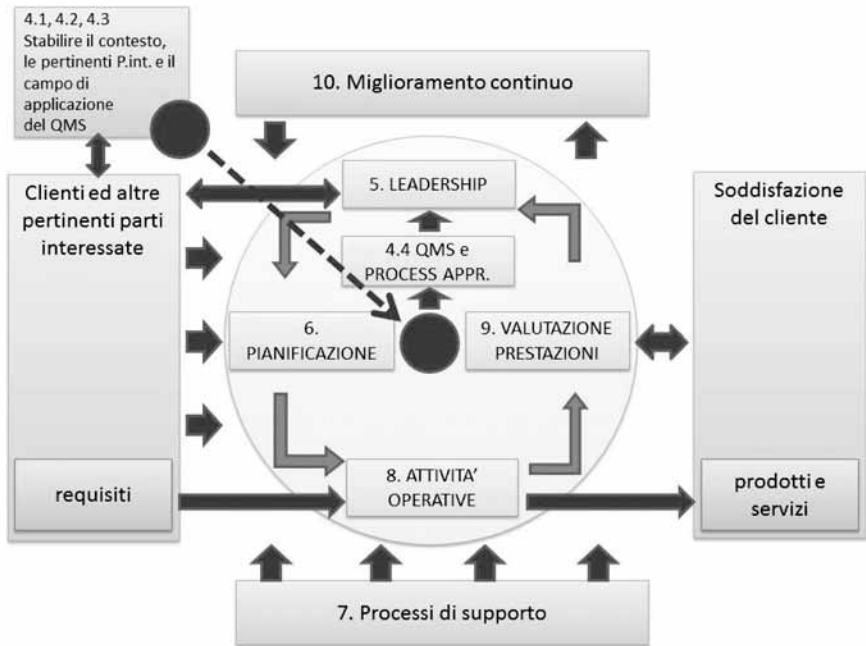 4.1, 4.2, 4.3
Stabilire il contesto,
le pertinenti P.int. e il
campo di
applicazione
del QMS
10. Miglioramento continuo
Clienti ed altre
pertinenti parti
interessate
5. LEADERSHIP
Soddisfazione
del cliente
4.4 QMS e
PROCESS APPR.
6.
PIANIFICAZIONE
9. VALUTAZIONE
PRESTAZIONI
requisiti
8. ATTIVITA’
OPERATIVE
prodotti e
servizi
7. Processi di supporto